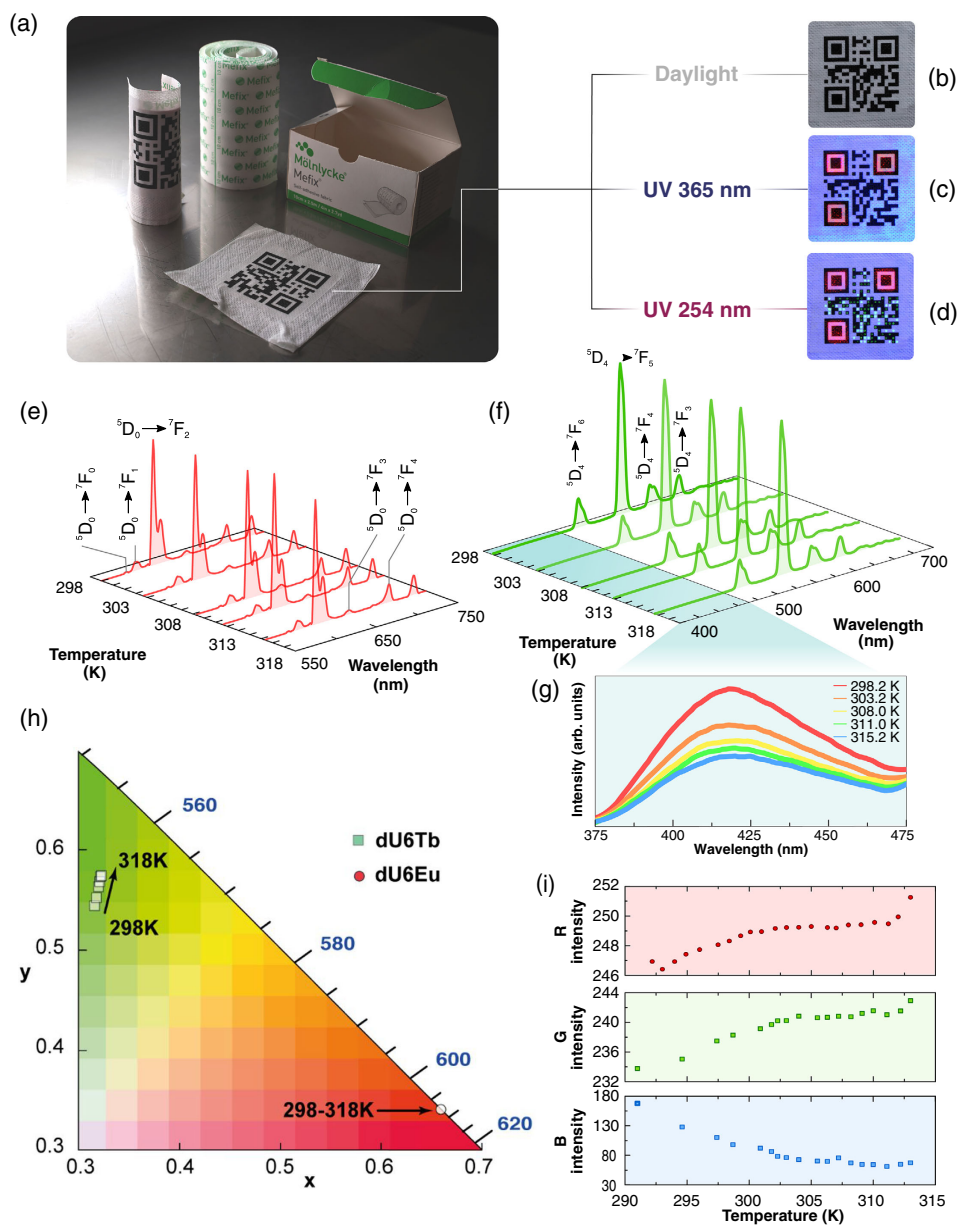 (a)
Mefix®
Mölnlycke®
Mefix®
Self-adhesive fabric
Daylight
(b)
UV 365 nm
(c)
UV 254 nm
(d)
(e)
⁵D₀ → ⁷F₀
⁵D₀ → ⁷F₁
⁵D₀ → ⁷F₂
⁵D₀ → ⁷F₃
⁵D₀ → ⁷F₄
298
303
308
313
318
Temperature
(K)
550
650
750
Wavelength
(nm)
(f)
⁵D₄ → ⁷F₆
⁵D₄ ➤ ⁷F₅
⁵D₄ → ⁷F₄
⁵D₄ → ⁷F₃
298
303
308
313
318
Temperature
(K)
400
500
600
700
Wavelength
(nm)
(g)
Intensity (arb. units)
298.2 K
303.2 K
308.0 K
311.0 K
315.2 K
375 400 425 450 475
Wavelength (nm)
(h)
560
580
600
620
dU6Tb
dU6Eu
318K
298K
298-318K
0.6
0.5
y
0.4
0.3
0.3 0.4 0.5 0.6 0.7
x
(i)
R
intensity
252
250
248
246
G
intensity
244
240
236
232
B
intensity
180
130
80
30
290 295 300 305 310 315
Temperature (K)